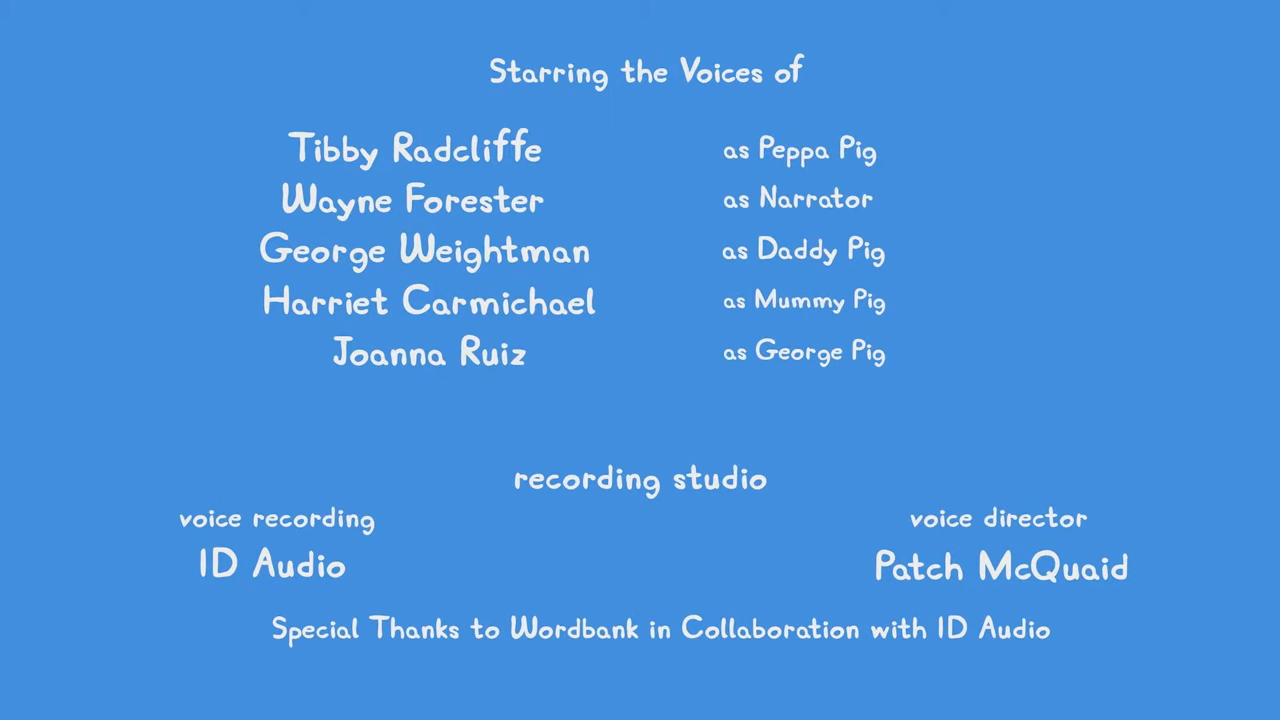 Starring the Voices of
Tibby Radcliffe as Peppa Pig
Wayne Forester as Narrator
George Weightman as Daddy Pig
Harriet Carmichael as Mummy Pig
Joanna Ruiz as George Pig
recording studio
voice recording voice director
ID Audio Patch McQuaid
Special Thanks to Wordbank in Collaboration with ID Audio